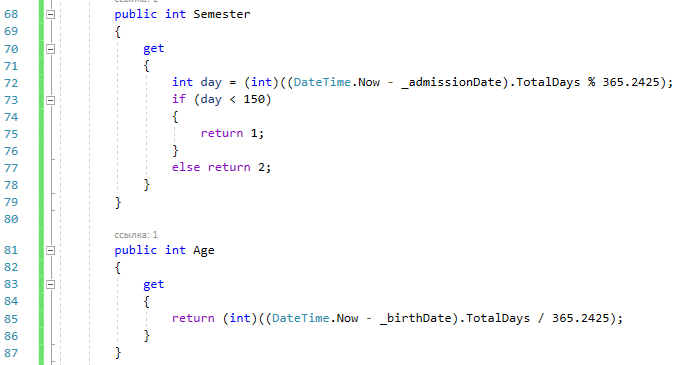 ссылка: 1
68 public int Semester
69 {
70 get
71 {
72 int day = (int)((DateTime.Now - _admissionDate).TotalDays % 365.2425);
73 if (day < 150)
74 {
75 return 1;
76 }
77 else return 2;
78 }
79 }
80
ссылка: 1
81 public int Age
82 {
83 get
84 {
85 return (int)((DateTime.Now - _birthDate).TotalDays / 365.2425);
86 }
87 }